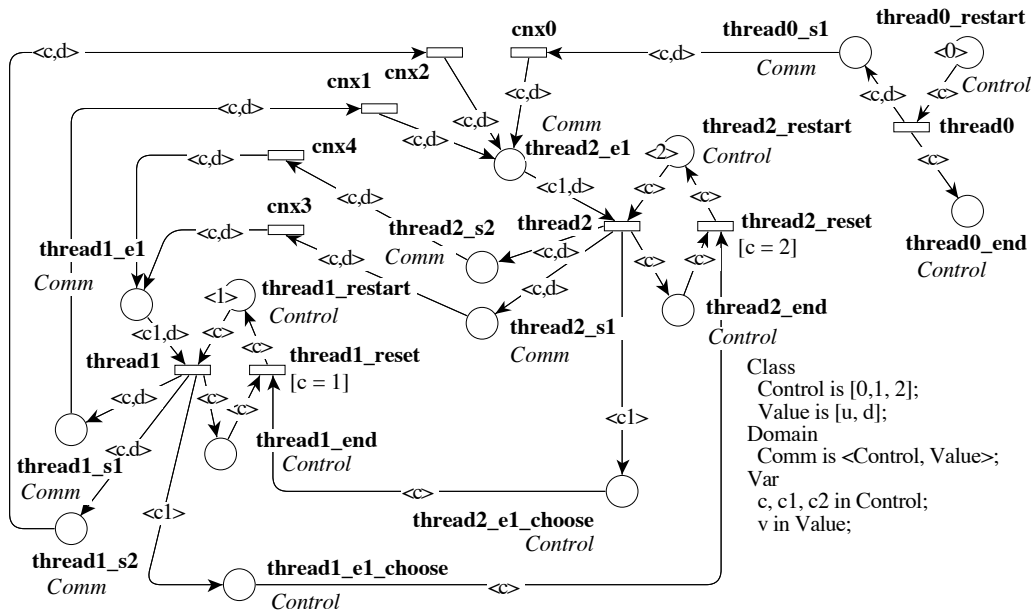 thread0_restart
cnx0
thread0_s1
<c,d>
<c,d>
<0>
cnx2
Comm
Control
cnx1
<c,d>
<c>
<c,d>
<c,d>
<c,d>
thread0
Comm
thread2_restart
cnx4
<c,d>
thread2_e1
<2>
Control
<c,d>
<c>
<c1,d>
<c>
<c>
cnx3
thread2_s2
thread2
thread2_reset
<c,d>
thread1_e1
Comm
<c,d>
[c = 2]
thread0_end
Comm
<c>
<c>
Control
<c,d>
thread1_restart
<1>
Control
thread2_end
<c1,d>
<c>
thread2_s1
Control
thread1
<c>
thread1_reset
Comm
[c = 1]
Class
Control is [0,1, 2];
<c,d>
<c>
<c>
<c1>
Value is [u, d];
thread1_end
Domain
<c,d>
thread1_s1
Control
Comm is <Control, Value>;
Comm
Var
<c>
c, c1, c2 in Control;
<c1>
thread2_e1_choose
v in Value;
Control
thread1_s2
thread1_e1_choose
Comm
<c>
Control